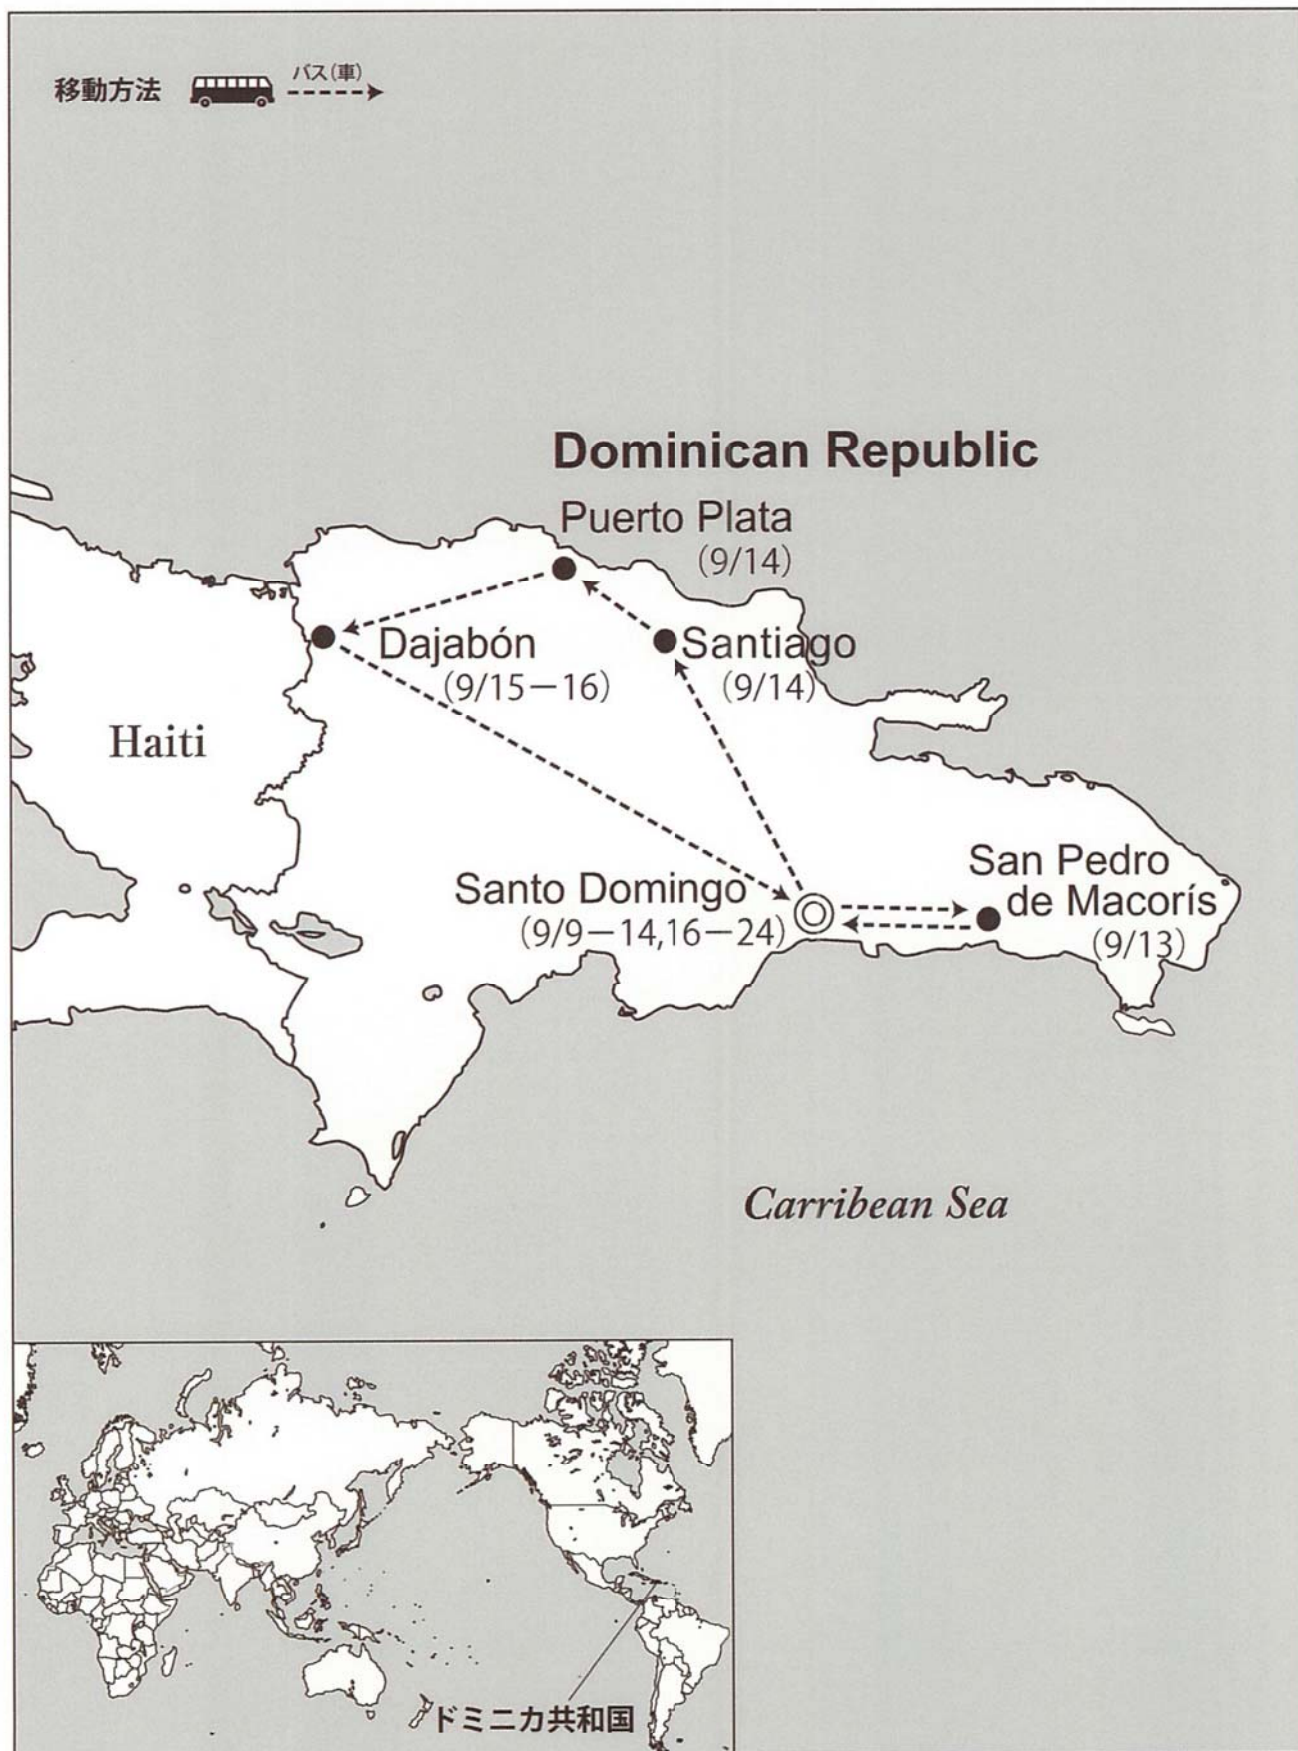 移動方法 バス(車)
Dominican Republic
Puerto Plata
(9/14)
Dajabón
(9/15−16)
Santiago
(9/14)
Haiti
Santo Domingo
(9/9−14,16−24)
San Pedro
de Macorís
(9/13)
Carribean Sea
ドミニカ共和国